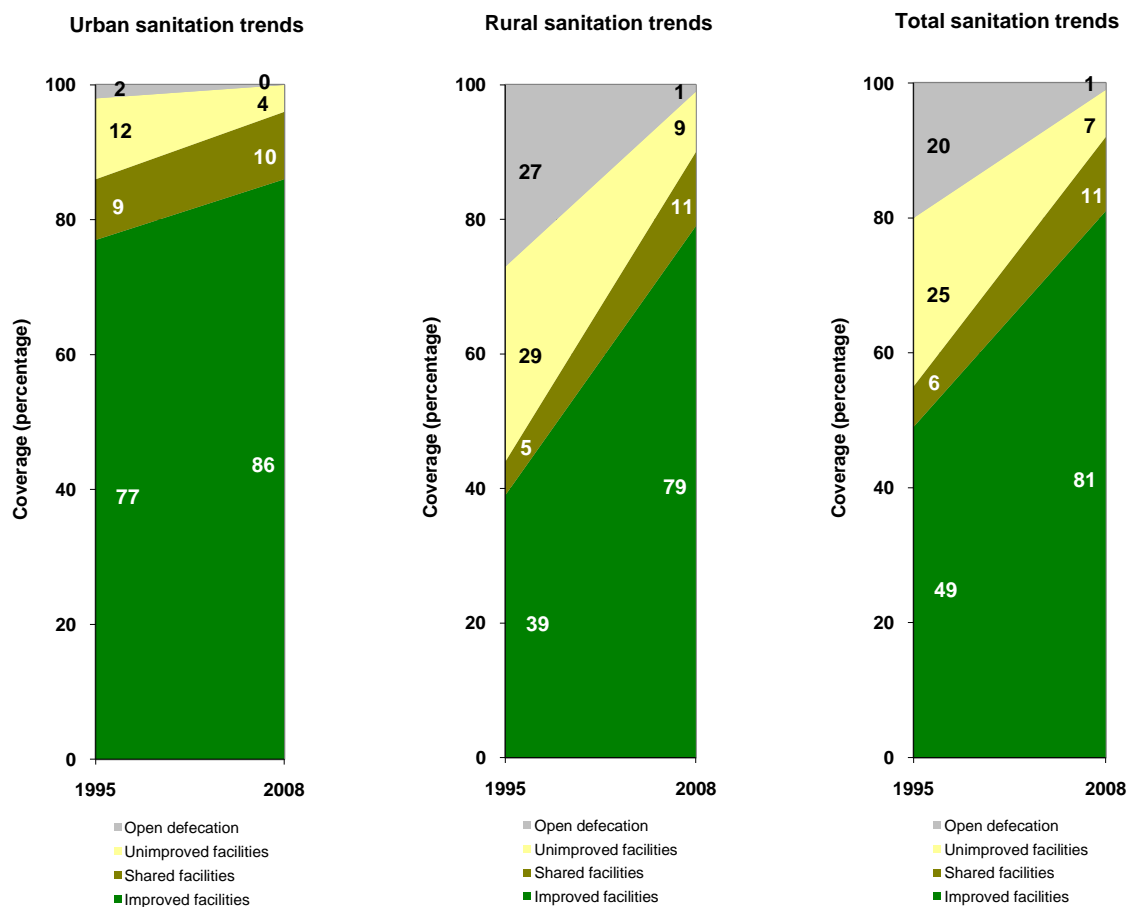 Urban sanitation trends
Coverage (percentage)
100
80
60
40
20
0
2
12
9
77
0
4
10
86
1995 2008
Open defecation
Unimproved facilities
Shared facilities
Improved facilities
Rural sanitation trends
Coverage (percentage)
100
80
60
40
20
0
27
29
5
39
1
9
11
79
1995 2008
Open defecation
Unimproved facilities
Shared facilities
Improved facilities
Total sanitation trends
Coverage (percentage)
100
80
60
40
20
0
20
25
6
49
1
7
11
81
1995 2008
Open defecation
Unimproved facilities
Shared facilities
Improved facilities